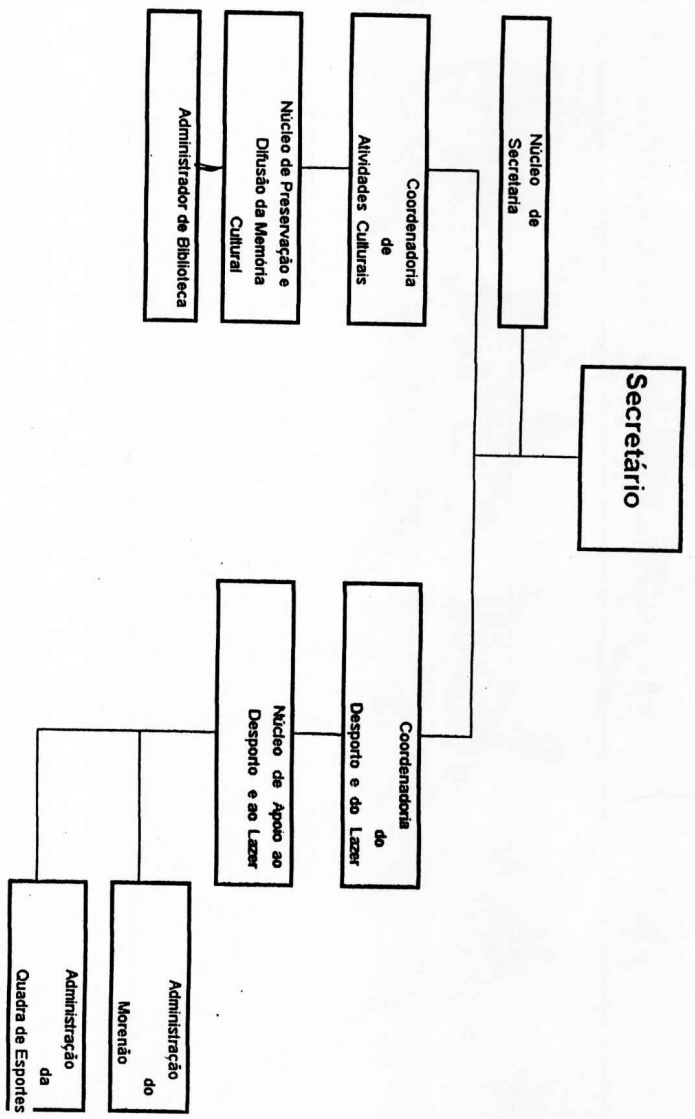 Secretário
Núcleo de
Secretaria
Coordenadoria
de
Atividades Culturais
Núcleo de Preservação e
Difusão da Memória
Cultural
Administrador de Biblioteca
Coordenadoria
do
Desporto e do Lazer
Núcleo de Apoio ao
Desporto e ao Lazer
Administração
do
Morenão
Administração
da
Quadra de Esportes